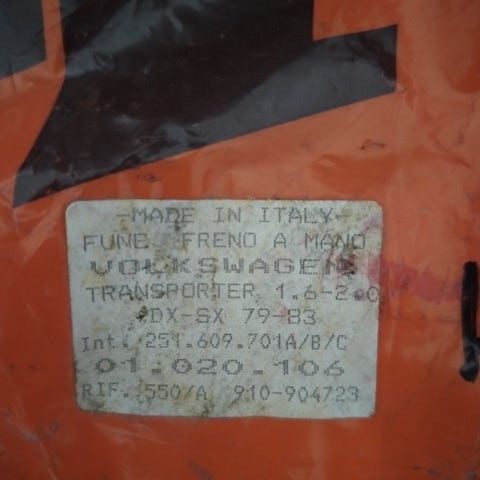 -MADE IN ITALY-
FUNE FRENO A MANO
VOLKSWAGEN
TRANSPORTER 1.6-2.0
DX-SX 79-83
Int. 251.609.701A/B/C
01.020.106
RIF. 550/A 910-904723